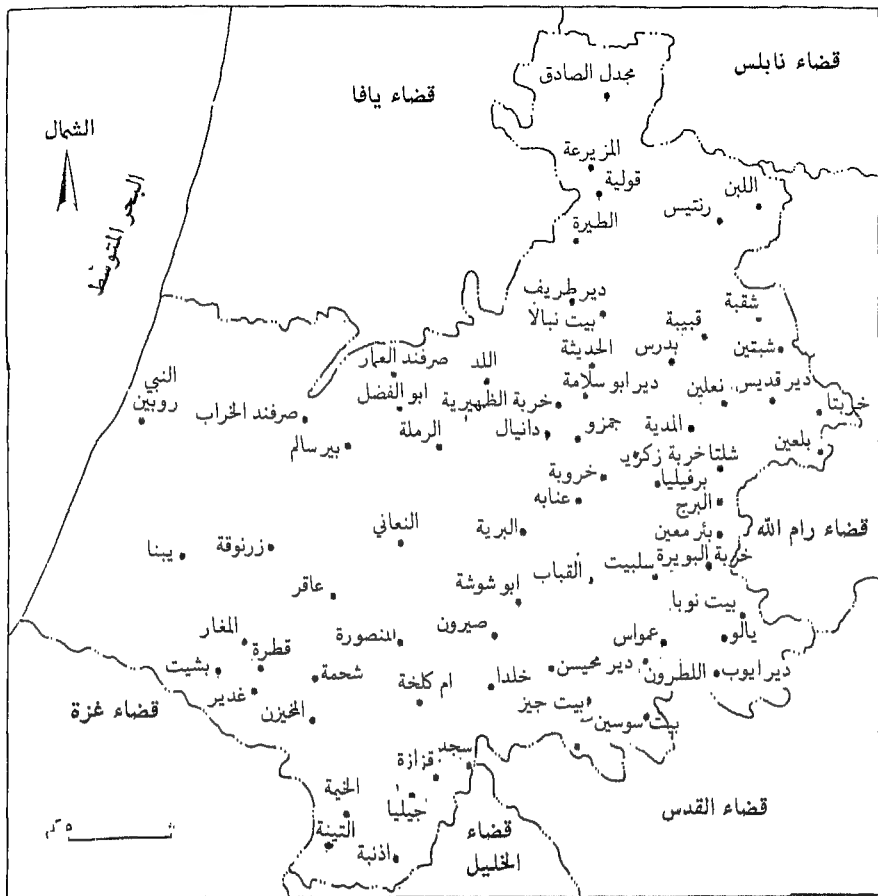 قضاء نابلس
مجدل الصادق
قضاء يافا
الشمال
المزيرعة
قولية
اللبن
رنتيس
البحر المتوسط
الطيرة
دير طريف
بيت نبالا
شقبة
قبيبة
شبتين
بدرس
الحديثة
اللد
صرفند العمار
النبي
روبين
صرفند الخراب
ابو الفضل
خربة الظهيرية
دير ابو سلامة
نعلين
دير قديس
خربتا
بير سالم
الرملة
دانيال
جمزو
المدية
بلعين
شلتا
خربة زكريا
خروبة
برفيليا
عنابه
البرج
النعاني
البرية
بئر معين
قضاء رام الله
يبنا
زرنوقة
القباب
سلبيت
خربة البويرة
عاقر
ابو شوشة
بيت نوبا
المغار
قطرة
المنصورة
صيرون
عمواس
يالو
بشيت
شحمة
ام كلخة
خلدا
دير محيسن
اللطرون
دير ايوب
غدير
المخيزن
بيت جيز
بيت سوسين
قضاء غزة
سجد
قزازة
الخيمة
جيليا
قضاء
الخليل
قضاء القدس
٥ كم
التينة
اذنبة